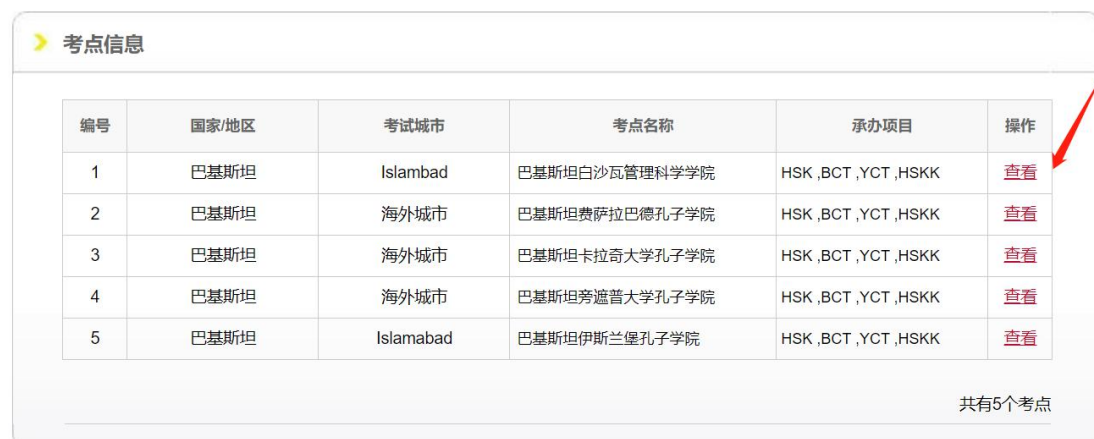 考点信息
编号 国家/地区 考试城市 考点名称 承办项目 操作
1 巴基斯坦 Islambad 巴基斯坦白沙瓦管理科学学院 HSK ,BCT ,YCT ,HSKK 查看
2 巴基斯坦 海外城市 巴基斯坦费萨拉巴德孔子学院 HSK ,BCT ,YCT ,HSKK 查看
3 巴基斯坦 海外城市 巴基斯坦卡拉奇大学孔子学院 HSK ,BCT ,YCT ,HSKK 查看
4 巴基斯坦 海外城市 巴基斯坦旁遮普大学孔子学院 HSK ,BCT ,YCT ,HSKK 查看
5 巴基斯坦 Islamabad 巴基斯坦伊斯兰堡孔子学院 HSK ,BCT ,YCT ,HSKK 查看
共有5个考点